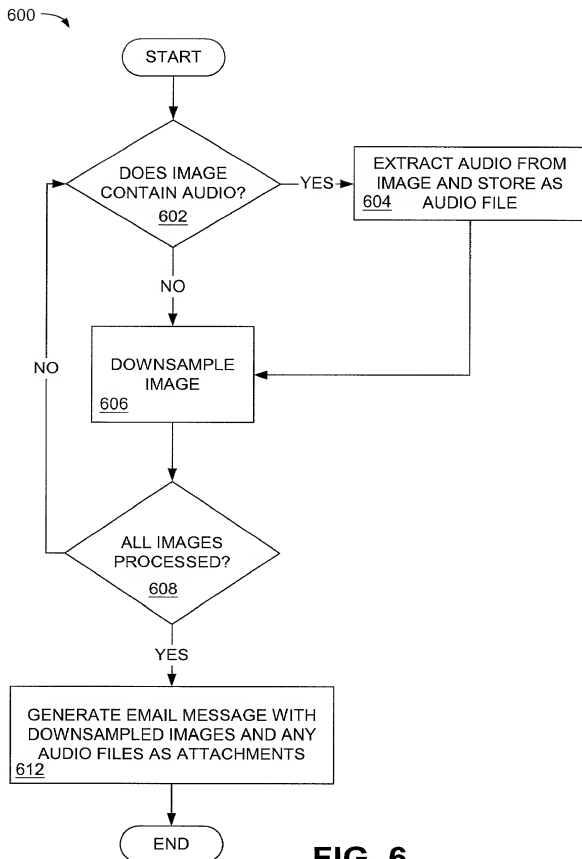 600
START
DOES IMAGE
CONTAIN AUDIO?
602
YES
EXTRACT AUDIO FROM
IMAGE AND STORE AS
AUDIO FILE
604
NO
DOWNSAMPLE
IMAGE
606
NO
ALL IMAGES
PROCESSED?
608
YES
GENERATE EMAIL MESSAGE WITH
DOWNSAMPLED IMAGES AND ANY
AUDIO FILES AS ATTACHMENTS
612
END
FIG. 6